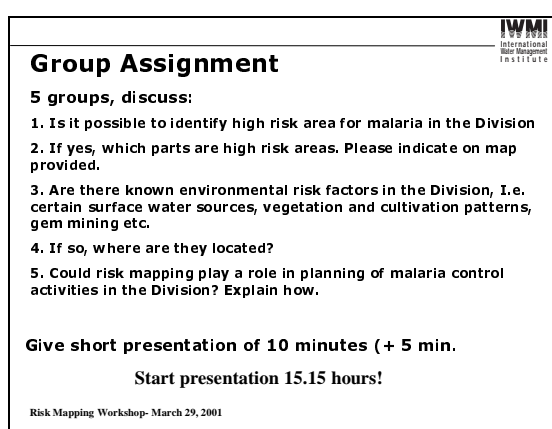 IWMI
International
Water Management
Institute
Group Assignment
5 groups, discuss:
1. Is it possible to identify high risk area for malaria in the Division
2. If yes, which parts are high risk areas. Please indicate on map
provided.
3. Are there known environmental risk factors in the Division, I.e.
certain surface water sources, vegetation and cultivation patterns,
gem mining etc.
4. If so, where are they located?
5. Could risk mapping play a role in planning of malaria control
activities in the Division? Explain how.
Give short presentation of 10 minutes (+ 5 min.
Start presentation 15.15 hours!
Risk Mapping Workshop- March 29, 2001